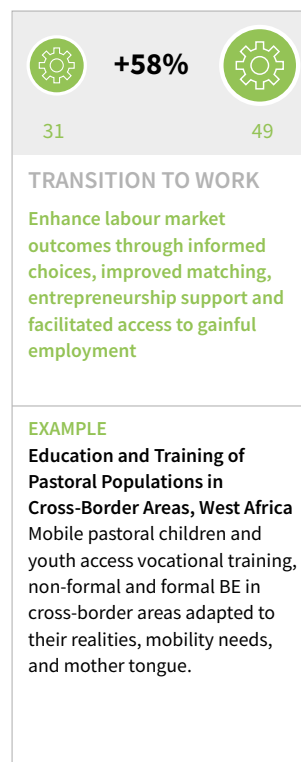 +58%
31 49
TRANSITION TO WORK
Enhance labour market
outcomes through informed
choices, improved matching,
entrepreneurship support and
facilitated access to gainful
employment
EXAMPLE
Education and Training of
Pastoral Populations in
Cross-Border Areas, West Africa
Mobile pastoral children and
youth access vocational training,
non-formal and formal BE in
cross-border areas adapted to
their realities, mobility needs,
and mother tongue.